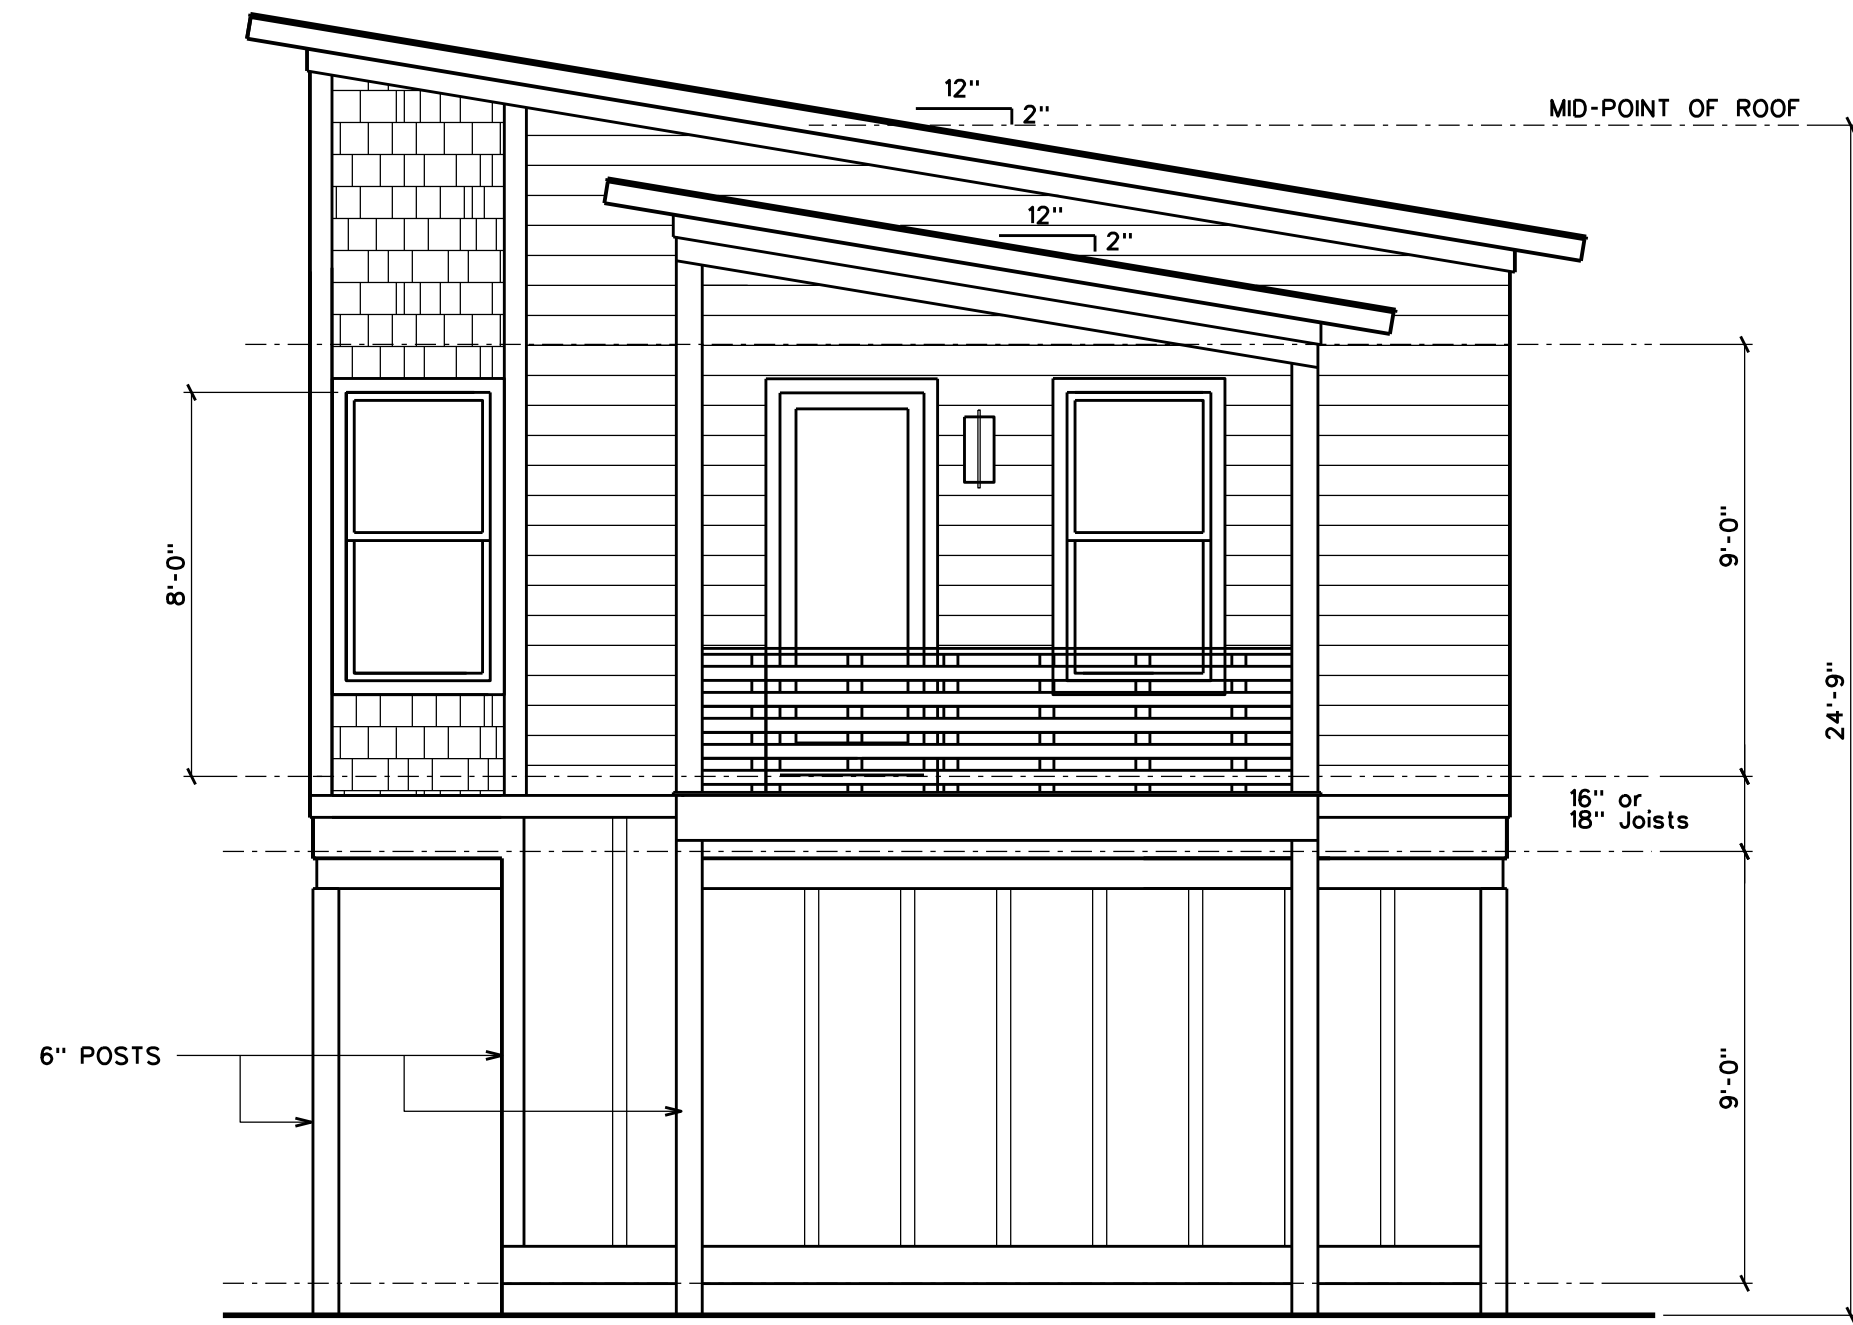 12"
2"
MID-POINT OF ROOF
12"
2"
8'-0"
9'-0"
24'-9"
16" or
18" Joists
6" POSTS
9'-0"